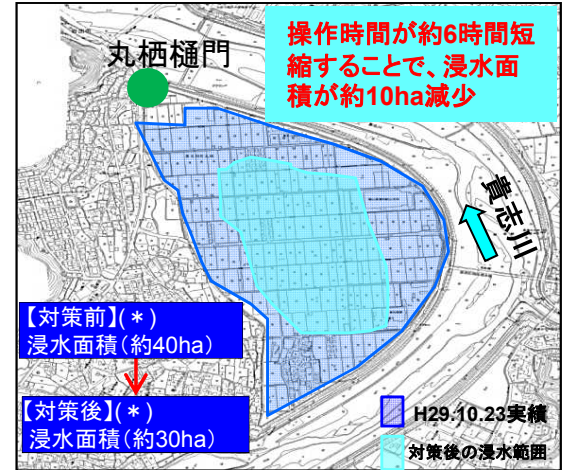 丸栖樋門
操作時間が約6時間短
縮することで、浸水面
積が約10ha減少
貴志川
【対策前】(＊)
浸水面積(約40ha)
【対策後】(＊)
浸水面積(約30ha)
H29.10.23実績
対策後の浸水範囲